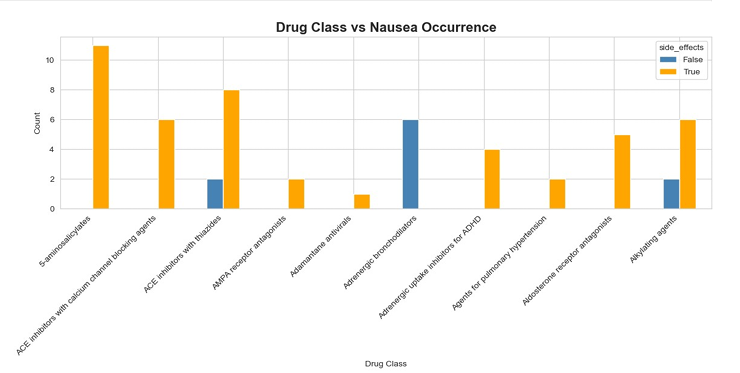 Drug Class vs Nausea Occurrence
side_effects
False
True
Count
10
8
6
4
2
0
5-aminosalicylates
ACE inhibitors with calcium channel blocking agents
ACE inhibitors with thiazides
AMPA receptor antagonists
Adamantane antivirals
Adrenergic bronchodilators
Adrenergic uptake inhibitors for ADHD
Agents for pulmonary hypertension
Aldosterone receptor antagonists
Alkylating agents
Drug Class